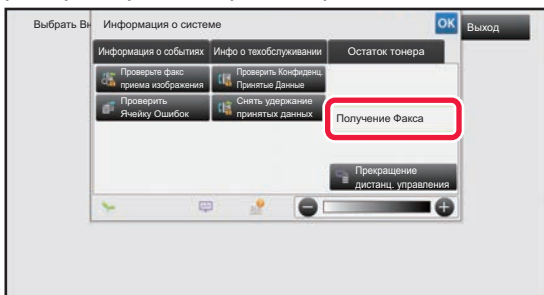 Выбрать Вн
Информация о системе
OK
Выход
Информация о событиях
Инфо о техобслуживании
Остаток тонера
Проверьте факс
приема изображения
Проверить Конфиденц.
Принятые Данные
Проверить
Ячейку Ошибок
Снять удержание
принятых данных
Получение Факса
Прекращение
дистанц. управления